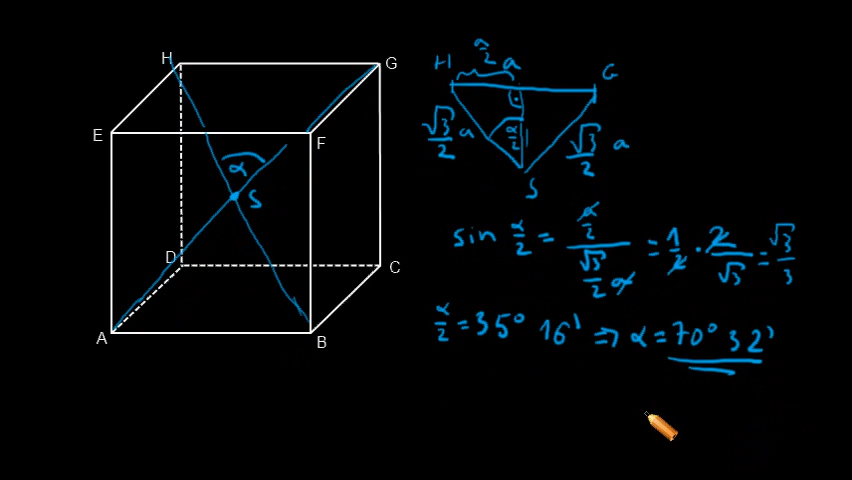 H
G
E
F
α
S
D
C
A
B
a/2
H a G
√3/2 a α/2 √3/2 a
S
sin α/2 = (a/2)/(√3/2 a) = 1/2 · 2/√3 = √3/3
α/2 = 35° 16' ⇒ α = 70° 32'